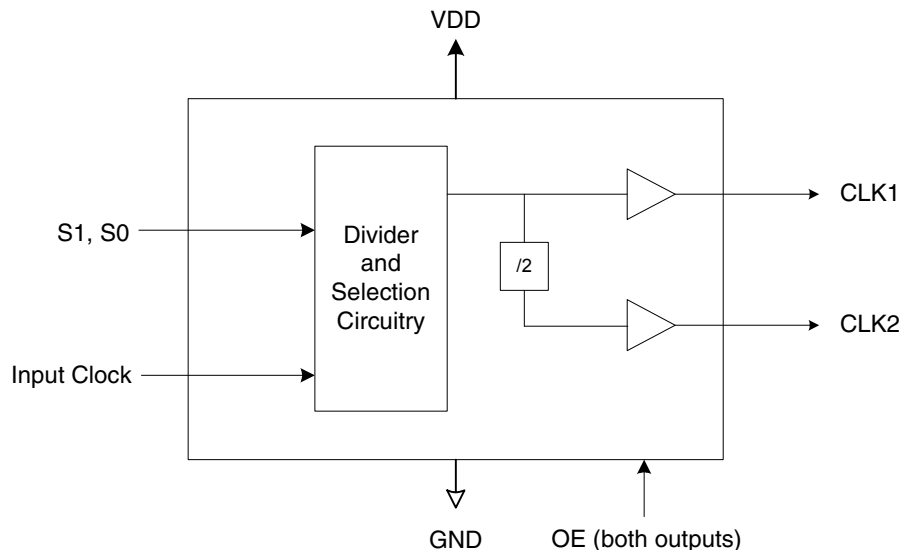 VDD
S1, S0
Input Clock
Divider
and
Selection
Circuitry
/2
CLK1
CLK2
GND
OE (both outputs)